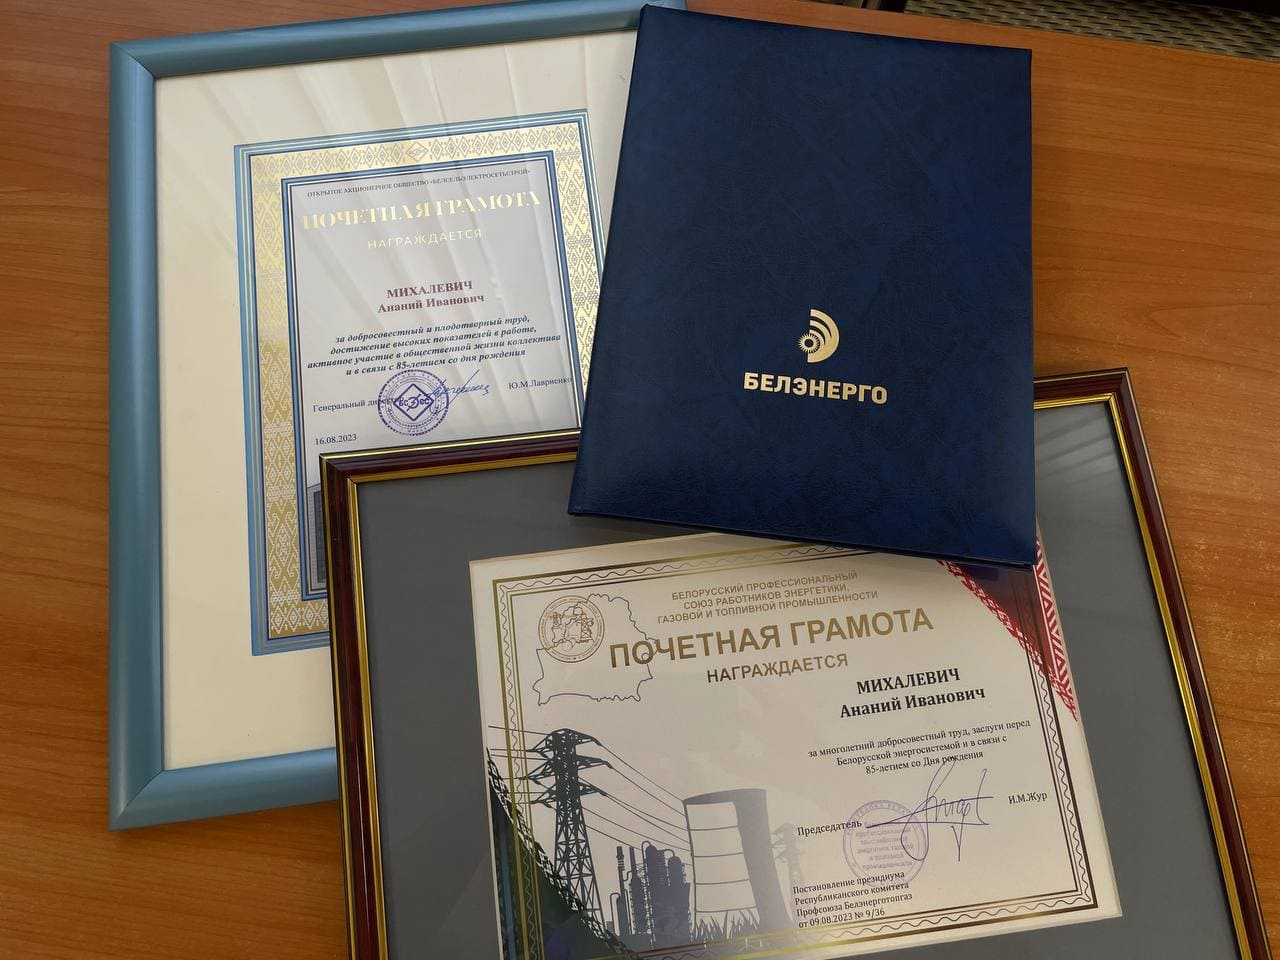 ОТКРЫТОЕ АКЦИОНЕРНОЕ ОБЩЕСТВО «БЕЛСЕЛЬЭЛЕКТРОСЕТЬСТРОЙ»
ПОЧЕТНАЯ ГРАМОТА
НАГРАЖДАЕТСЯ
МИХАЛЕВИЧ
Ананий Иванович
за добросовестный и плодотворный труд,
достижение высоких показателей в работе,
активное участие в общественной жизни коллектива
и в связи с 85-летием со дня рождения
Генеральный Ю.М.Лавриенко
16.08.2023
БЕЛЭНЕРГО
БЕЛОРУССКИЙ ПРОФЕССИОНАЛЬНЫЙ
СОЮЗ РАБОТНИКОВ ЭНЕРГЕТИКИ,
ГАЗОВОЙ И ТОПЛИВНОЙ ПРОМЫШЛЕННОСТИ
ПОЧЕТНАЯ ГРАМОТА
НАГРАЖДАЕТСЯ
МИХАЛЕВИЧ
Ананий Иванович
за многолетний добросовестный труд, заслуги перед
Белорусской энергосистемой и в связи с
85-летием со Дня рождения
Председатель И.М.Жур
Постановление президиума
Республиканского комитета
Профсоюза Белэнерготопгаз
от 09.08.2023 № 9/36